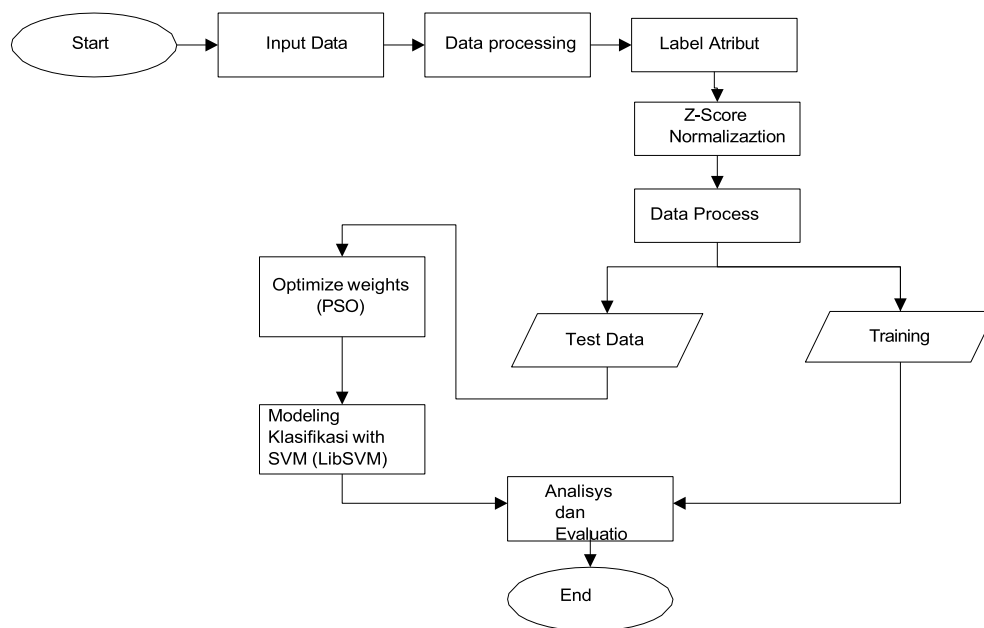 Start
Input Data
Data processing
Label Atribut
Z-Score
Normalizaztion
Data Process
Optimize weights
(PSO)
Test Data
Training
Modeling
Klasifikasi with
SVM (LibSVM)
Analisys
dan
Evaluatio
End